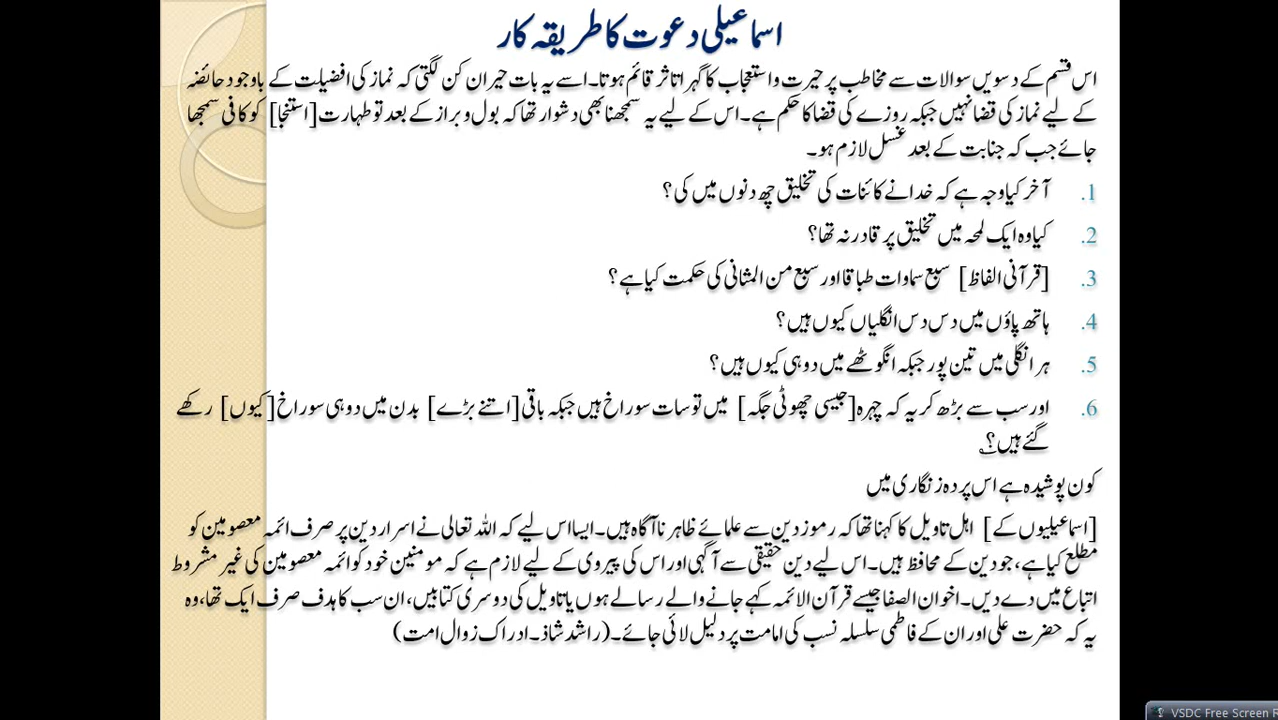 اسماعیلی دعوت کا طریقہ کار
اس قسم کے دسویں سوالات سے مخاطب پر حیرت و استعجاب کا گہرا تاثر قائم ہوتا۔ اسے یہ بات حیران کن لگتی کہ نماز کی افضیلت کے باوجود حائضہ
کے لیے نماز کی قضا نہیں جبکہ روزے کی قضا کا حکم ہے۔ اس کے لیے یہ سمجھنا بھی دشوار تھا کہ بول و براز کے بعد تو طہارت [استنجا] کو کافی سمجھا
جائے جب کہ جنابت کے بعد غسل لازم ہو۔
1. آخر کیا وجہ ہے کہ خدا نے کائنات کی تخلیق چھ دنوں میں کی؟
2. کیا وہ ایک لمحہ میں تخلیق پر قادر نہ تھا؟
3. [قرآنی الفاظ] سبع سماوات طباقا اور سبع من المثانی کی حکمت کیا ہے؟
4. ہاتھ پاؤں میں دس دس انگلیاں کیوں ہیں؟
5. ہر انگلی میں تین پور جبکہ انگوٹھے میں دو ہی کیوں ہیں؟
6. اور سب سے بڑھ کر یہ کہ چہرہ [جیسی چھوٹی جگہ] میں تو سات سوراخ ہیں جبکہ باقی [اتنے بڑے] بدن میں دو ہی سوراخ [کیوں] رکھے
گئے ہیں؟
کون پوشیدہ ہے اس پردہ زنگاری میں
[اسماعیلیوں کے] اہل تاویل کا کہنا تھا کہ رموز دین سے علمائے ظاہر نا آگاہ ہیں۔ ایسا اس لیے کہ اللہ تعالی نے اسرار دین پر صرف ائمہ معصومین کو
مطلع کیا ہے، جو دین کے محافظ ہیں۔ اس لیے دین حقیقی سے آگہی اور اس کی پیروی کے لیے لازم ہے کہ مومنین خود کو ائمہ معصومین کی غیر مشروط
اتباع میں دے دیں۔ اخوان الصفا جیسے قرآن الائمہ کہے جانے والے رسالے ہوں یا تاویل کی دوسری کتابیں، ان سب کا ہدف صرف ایک تھا، وہ
یہ کہ حضرت علی اور ان کے فاطمی سلسلہ نسب کی امامت پر دلیل لائی جائے۔ (راشد شاذ۔ ادراک زوال امت)
VSDC Free Screen R